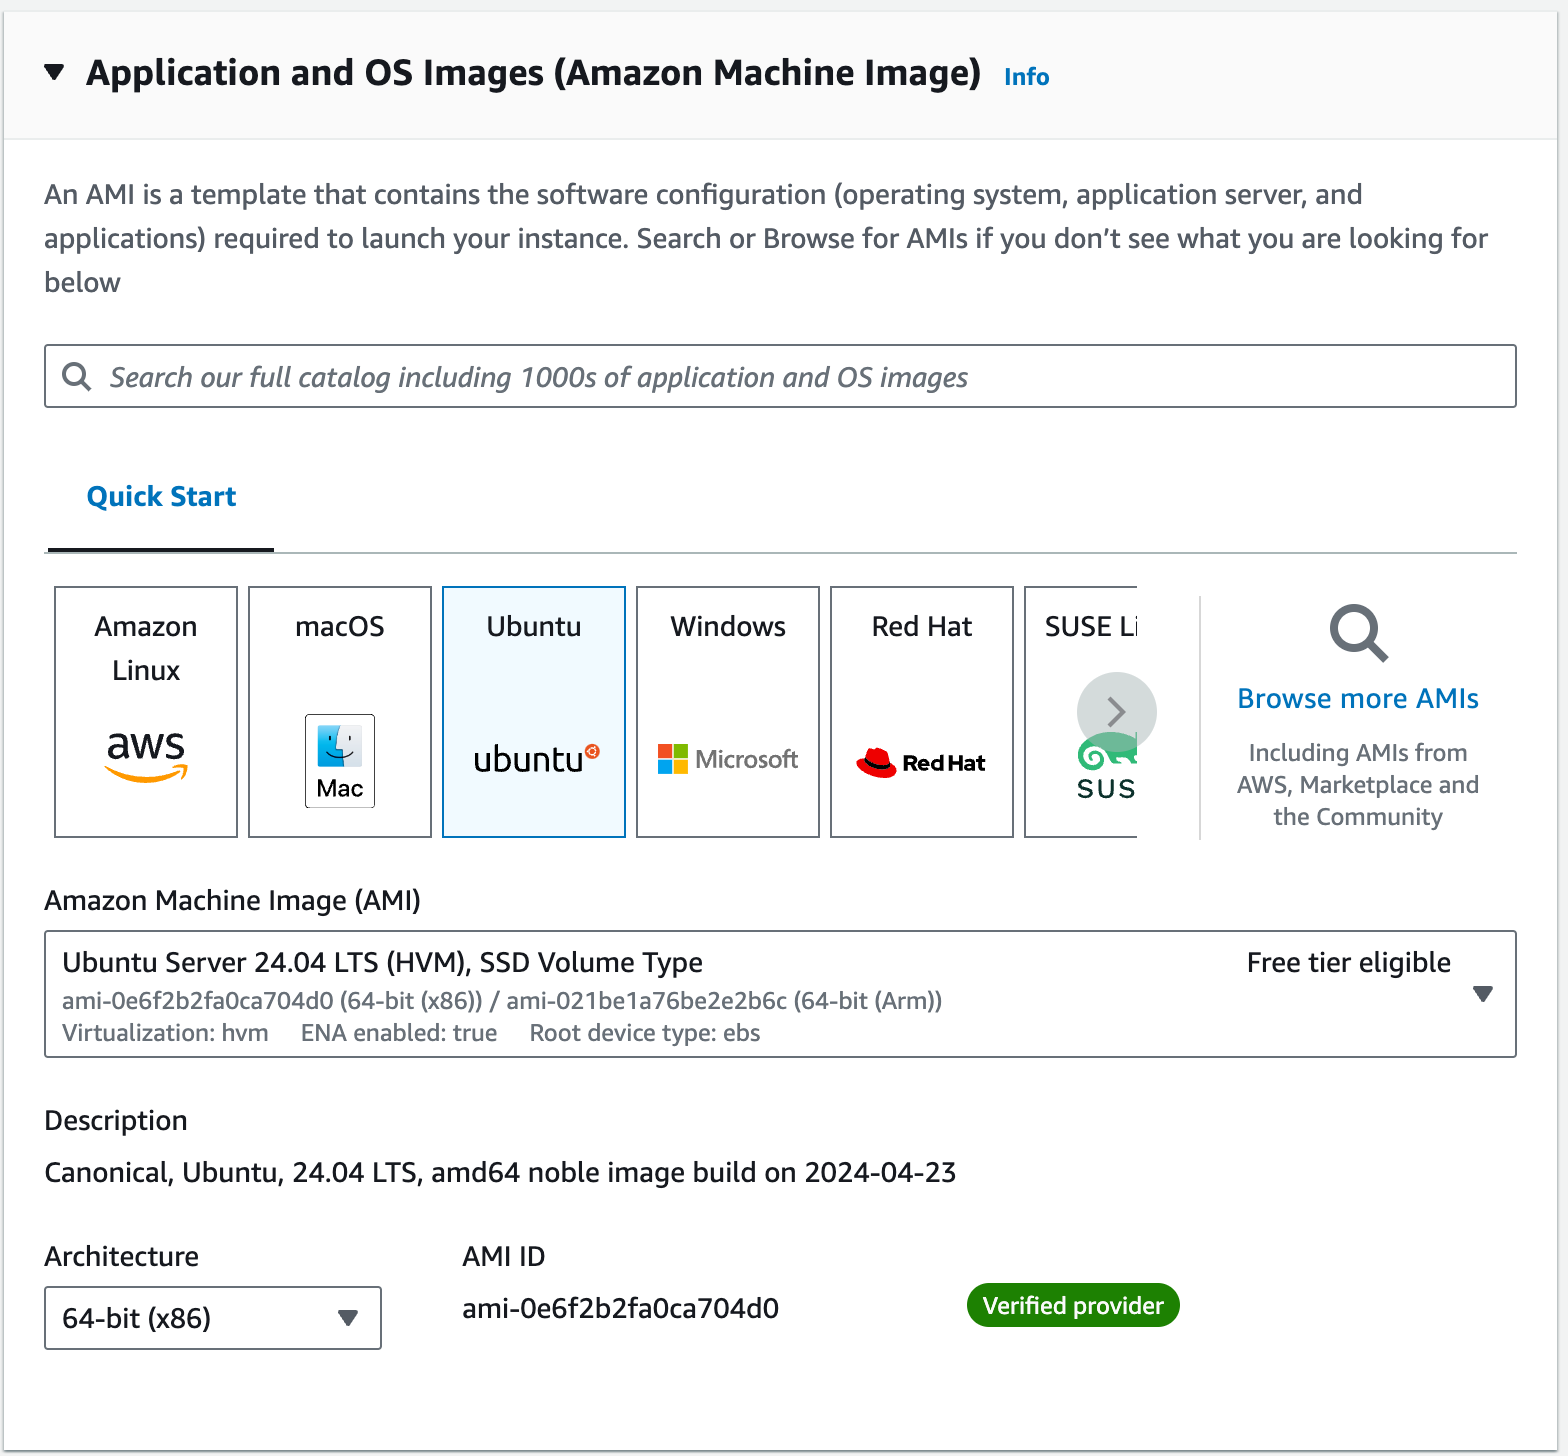 Application and OS Images (Amazon Machine Image) Info
An AMI is a template that contains the software configuration (operating system, application server, and
applications) required to launch your instance. Search or Browse for AMIs if you don’t see what you are looking for
below
Search our full catalog including 1000s of application and OS images
Quick Start
Amazon
Linux
aws
macOS
Mac
Ubuntu
ubuntu
Windows
Microsoft
Red Hat
Red Hat
SUSE Li
SUS
Browse more AMIs
Including AMIs from
AWS, Marketplace and
the Community
Amazon Machine Image (AMI)
Ubuntu Server 24.04 LTS (HVM), SSD Volume Type
Free tier eligible
ami-0e6f2b2fa0ca704d0 (64-bit (x86)) / ami-021be1a76be2e2b6c (64-bit (Arm))
Virtualization: hvm ENA enabled: true Root device type: ebs
Description
Canonical, Ubuntu, 24.04 LTS, amd64 noble image build on 2024-04-23
Architecture
64-bit (x86)
AMI ID
ami-0e6f2b2fa0ca704d0
Verified provider